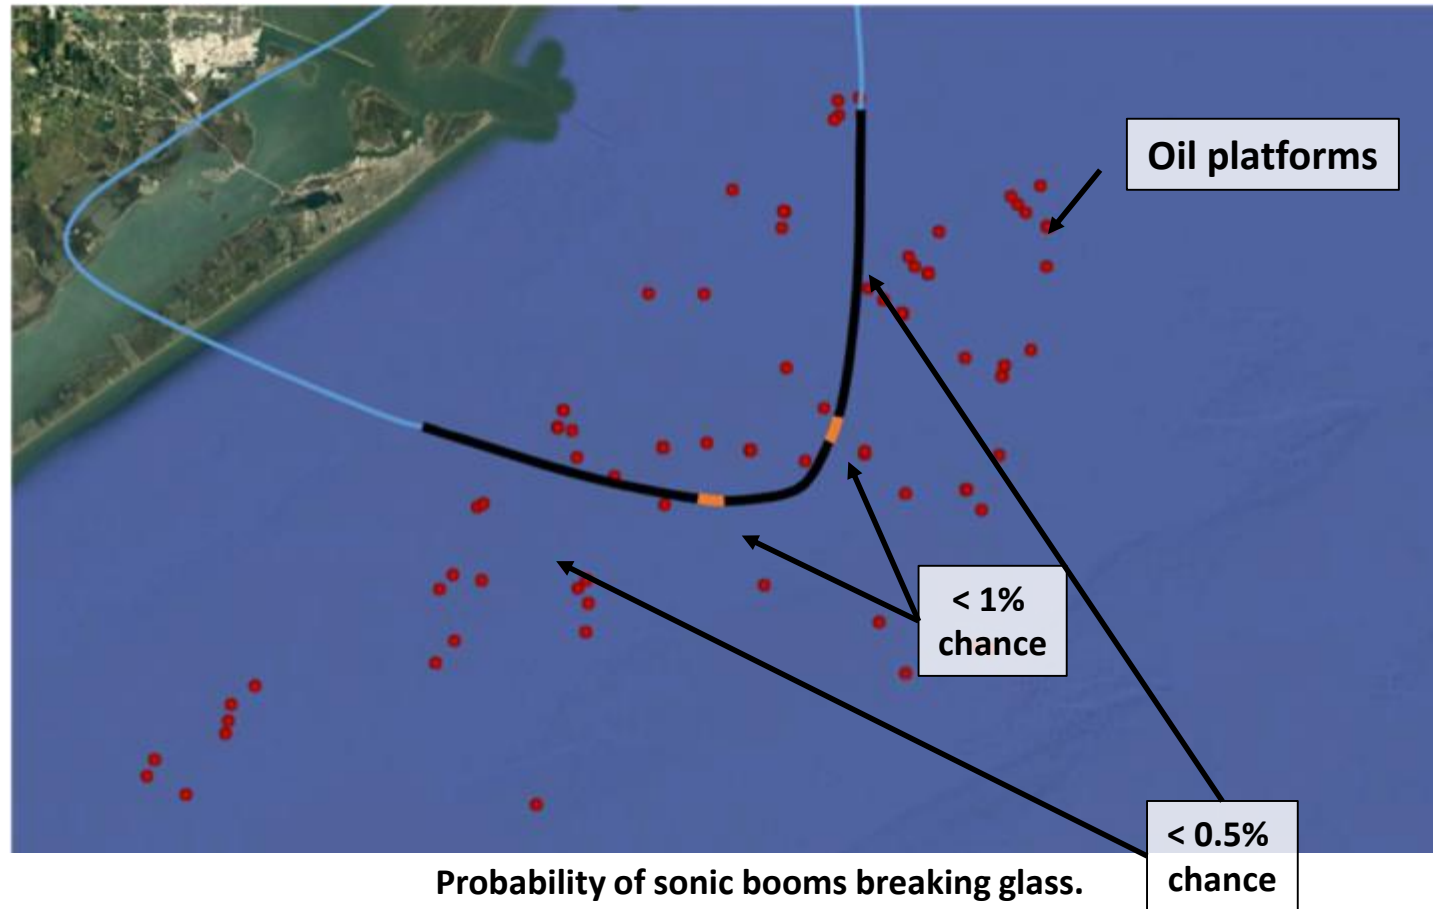 Oil platforms
< 1%
chance
< 0.5%
chance
Probability of sonic booms breaking glass.